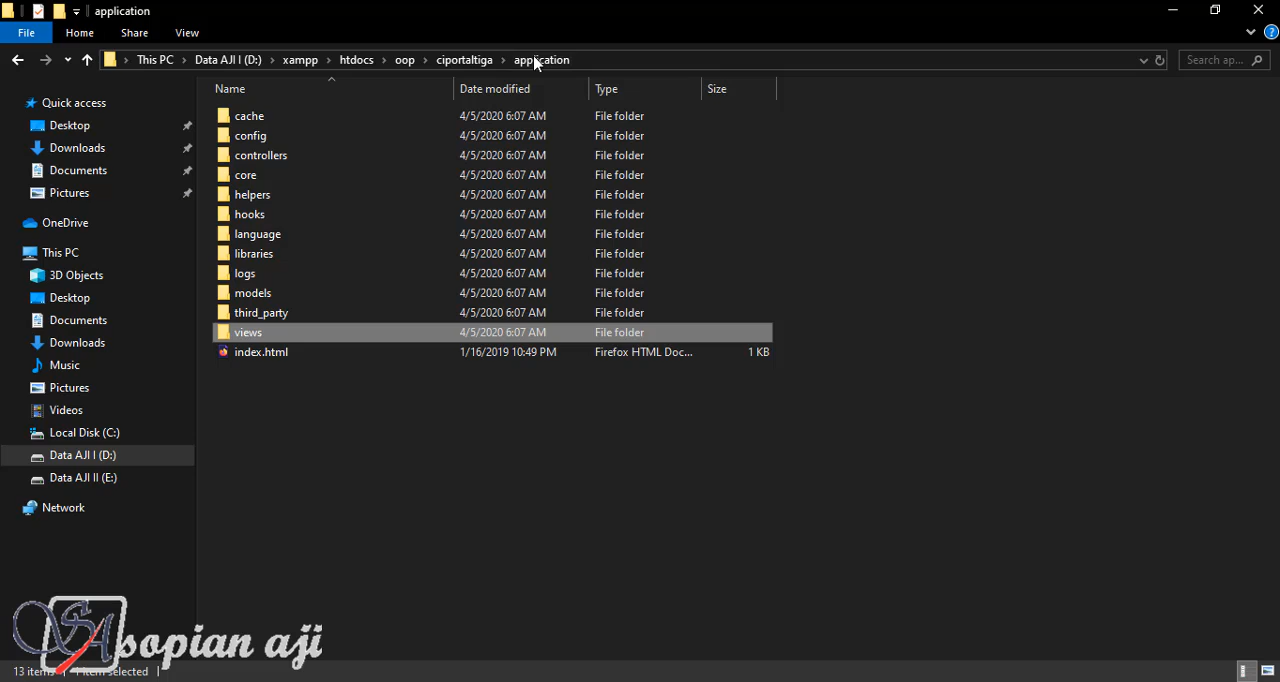 application
File Home Share View
This PC Data AJI I (D:) xampp htdocs oop ciportaltiga application Search ap...
Name Date modified Type Size
Quick access
Desktop
Downloads
Documents
Pictures
OneDrive
This PC
3D Objects
Desktop
Documents
Downloads
Music
Pictures
Videos
Local Disk (C:)
Data AJI I (D:)
Data AJI II (E:)
Network
cache 4/5/2020 6:07 AM File folder
config 4/5/2020 6:07 AM File folder
controllers 4/5/2020 6:07 AM File folder
core 4/5/2020 6:07 AM File folder
helpers 4/5/2020 6:07 AM File folder
hooks 4/5/2020 6:07 AM File folder
language 4/5/2020 6:07 AM File folder
libraries 4/5/2020 6:07 AM File folder
logs 4/5/2020 6:07 AM File folder
models 4/5/2020 6:07 AM File folder
third_party 4/5/2020 6:07 AM File folder
views 4/5/2020 6:07 AM File folder
index.html 1/16/2019 10:49 PM Firefox HTML Doc... 1 KB
sopian aji
13 items 1 item selected